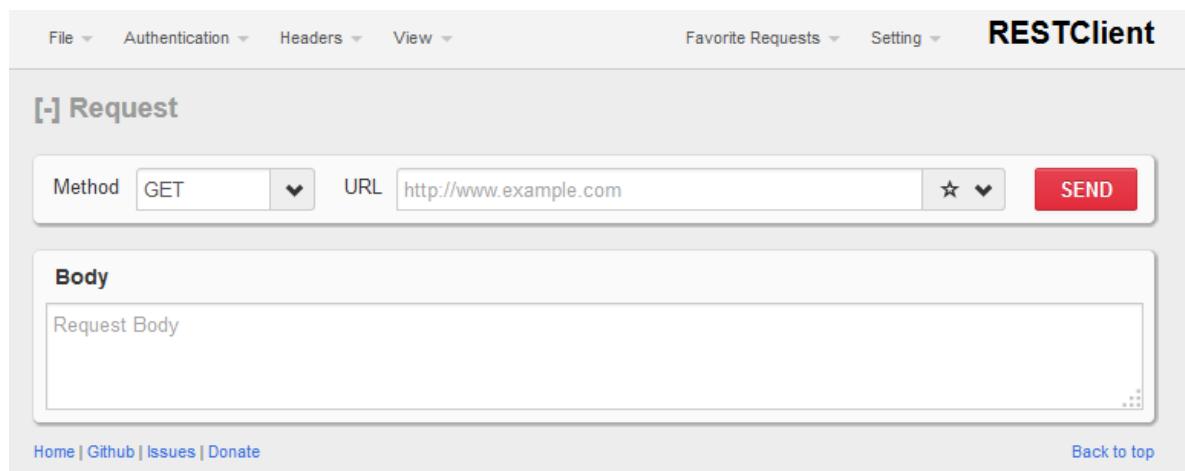 File Authentication Headers View Favorite Requests Setting RESTClient
[-] Request
Method GET URL http://www.example.com SEND
Body
Request Body
Home | Github | Issues | Donate Back to top